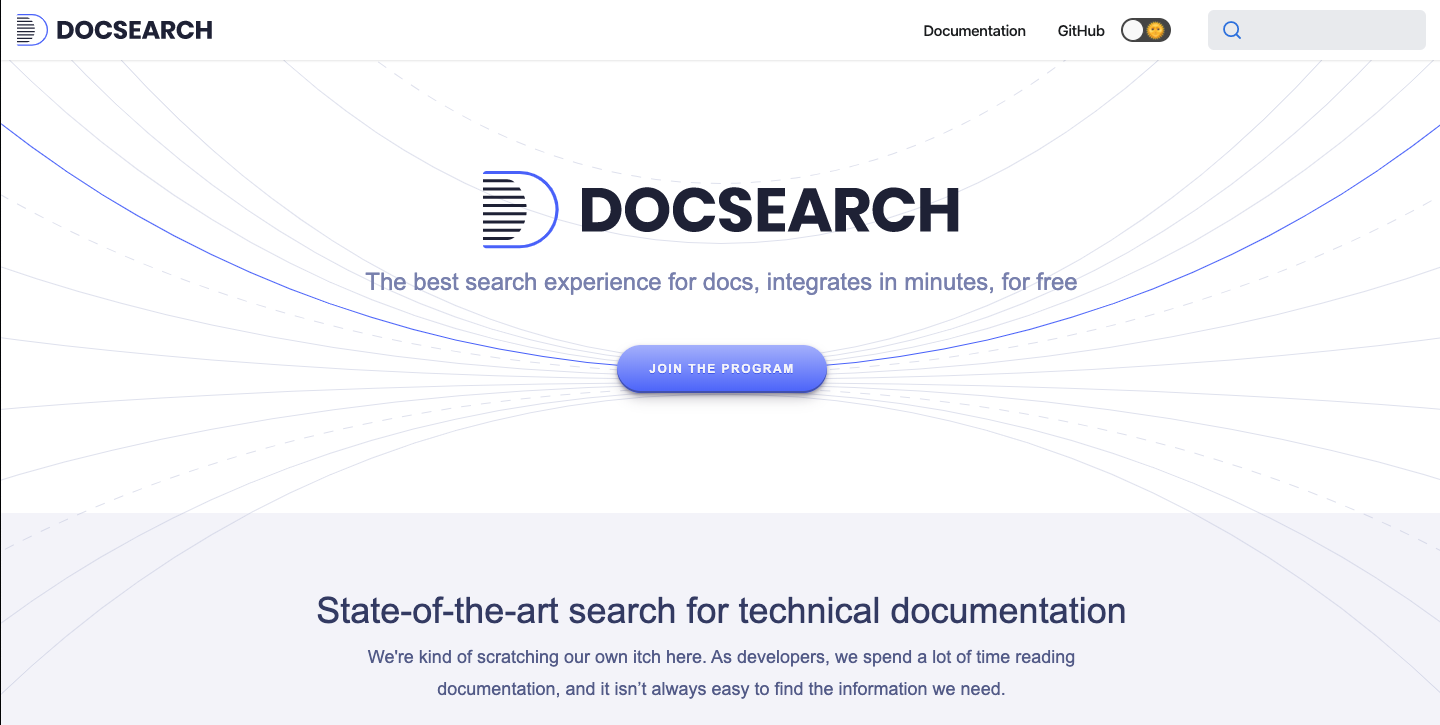 DOCSEARCH
Documentation
GitHub
DOCSEARCH
The best search experience for docs, integrates in minutes, for free
JOIN THE PROGRAM
State-of-the-art search for technical documentation
We're kind of scratching our own itch here. As developers, we spend a lot of time reading
documentation, and it isn’t always easy to find the information we need.